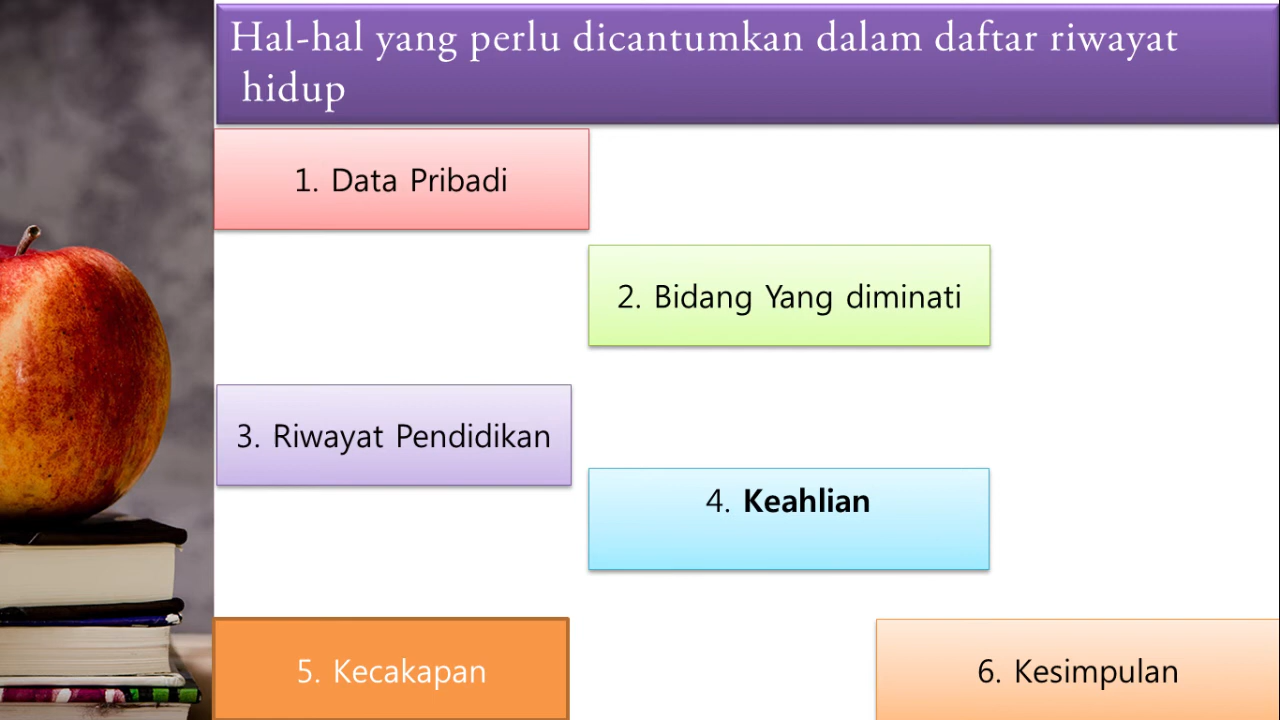 Hal-hal yang perlu dicantumkan dalam daftar riwayat
hidup
1. Data Pribadi
2. Bidang Yang diminati
3. Riwayat Pendidikan
4. Keahlian
5. Kecakapan
6. Kesimpulan